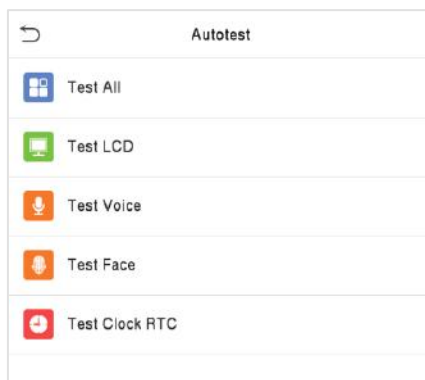 Autotest
Test All
Test LCD
Test Voice
Test Face
Test Clock RTC